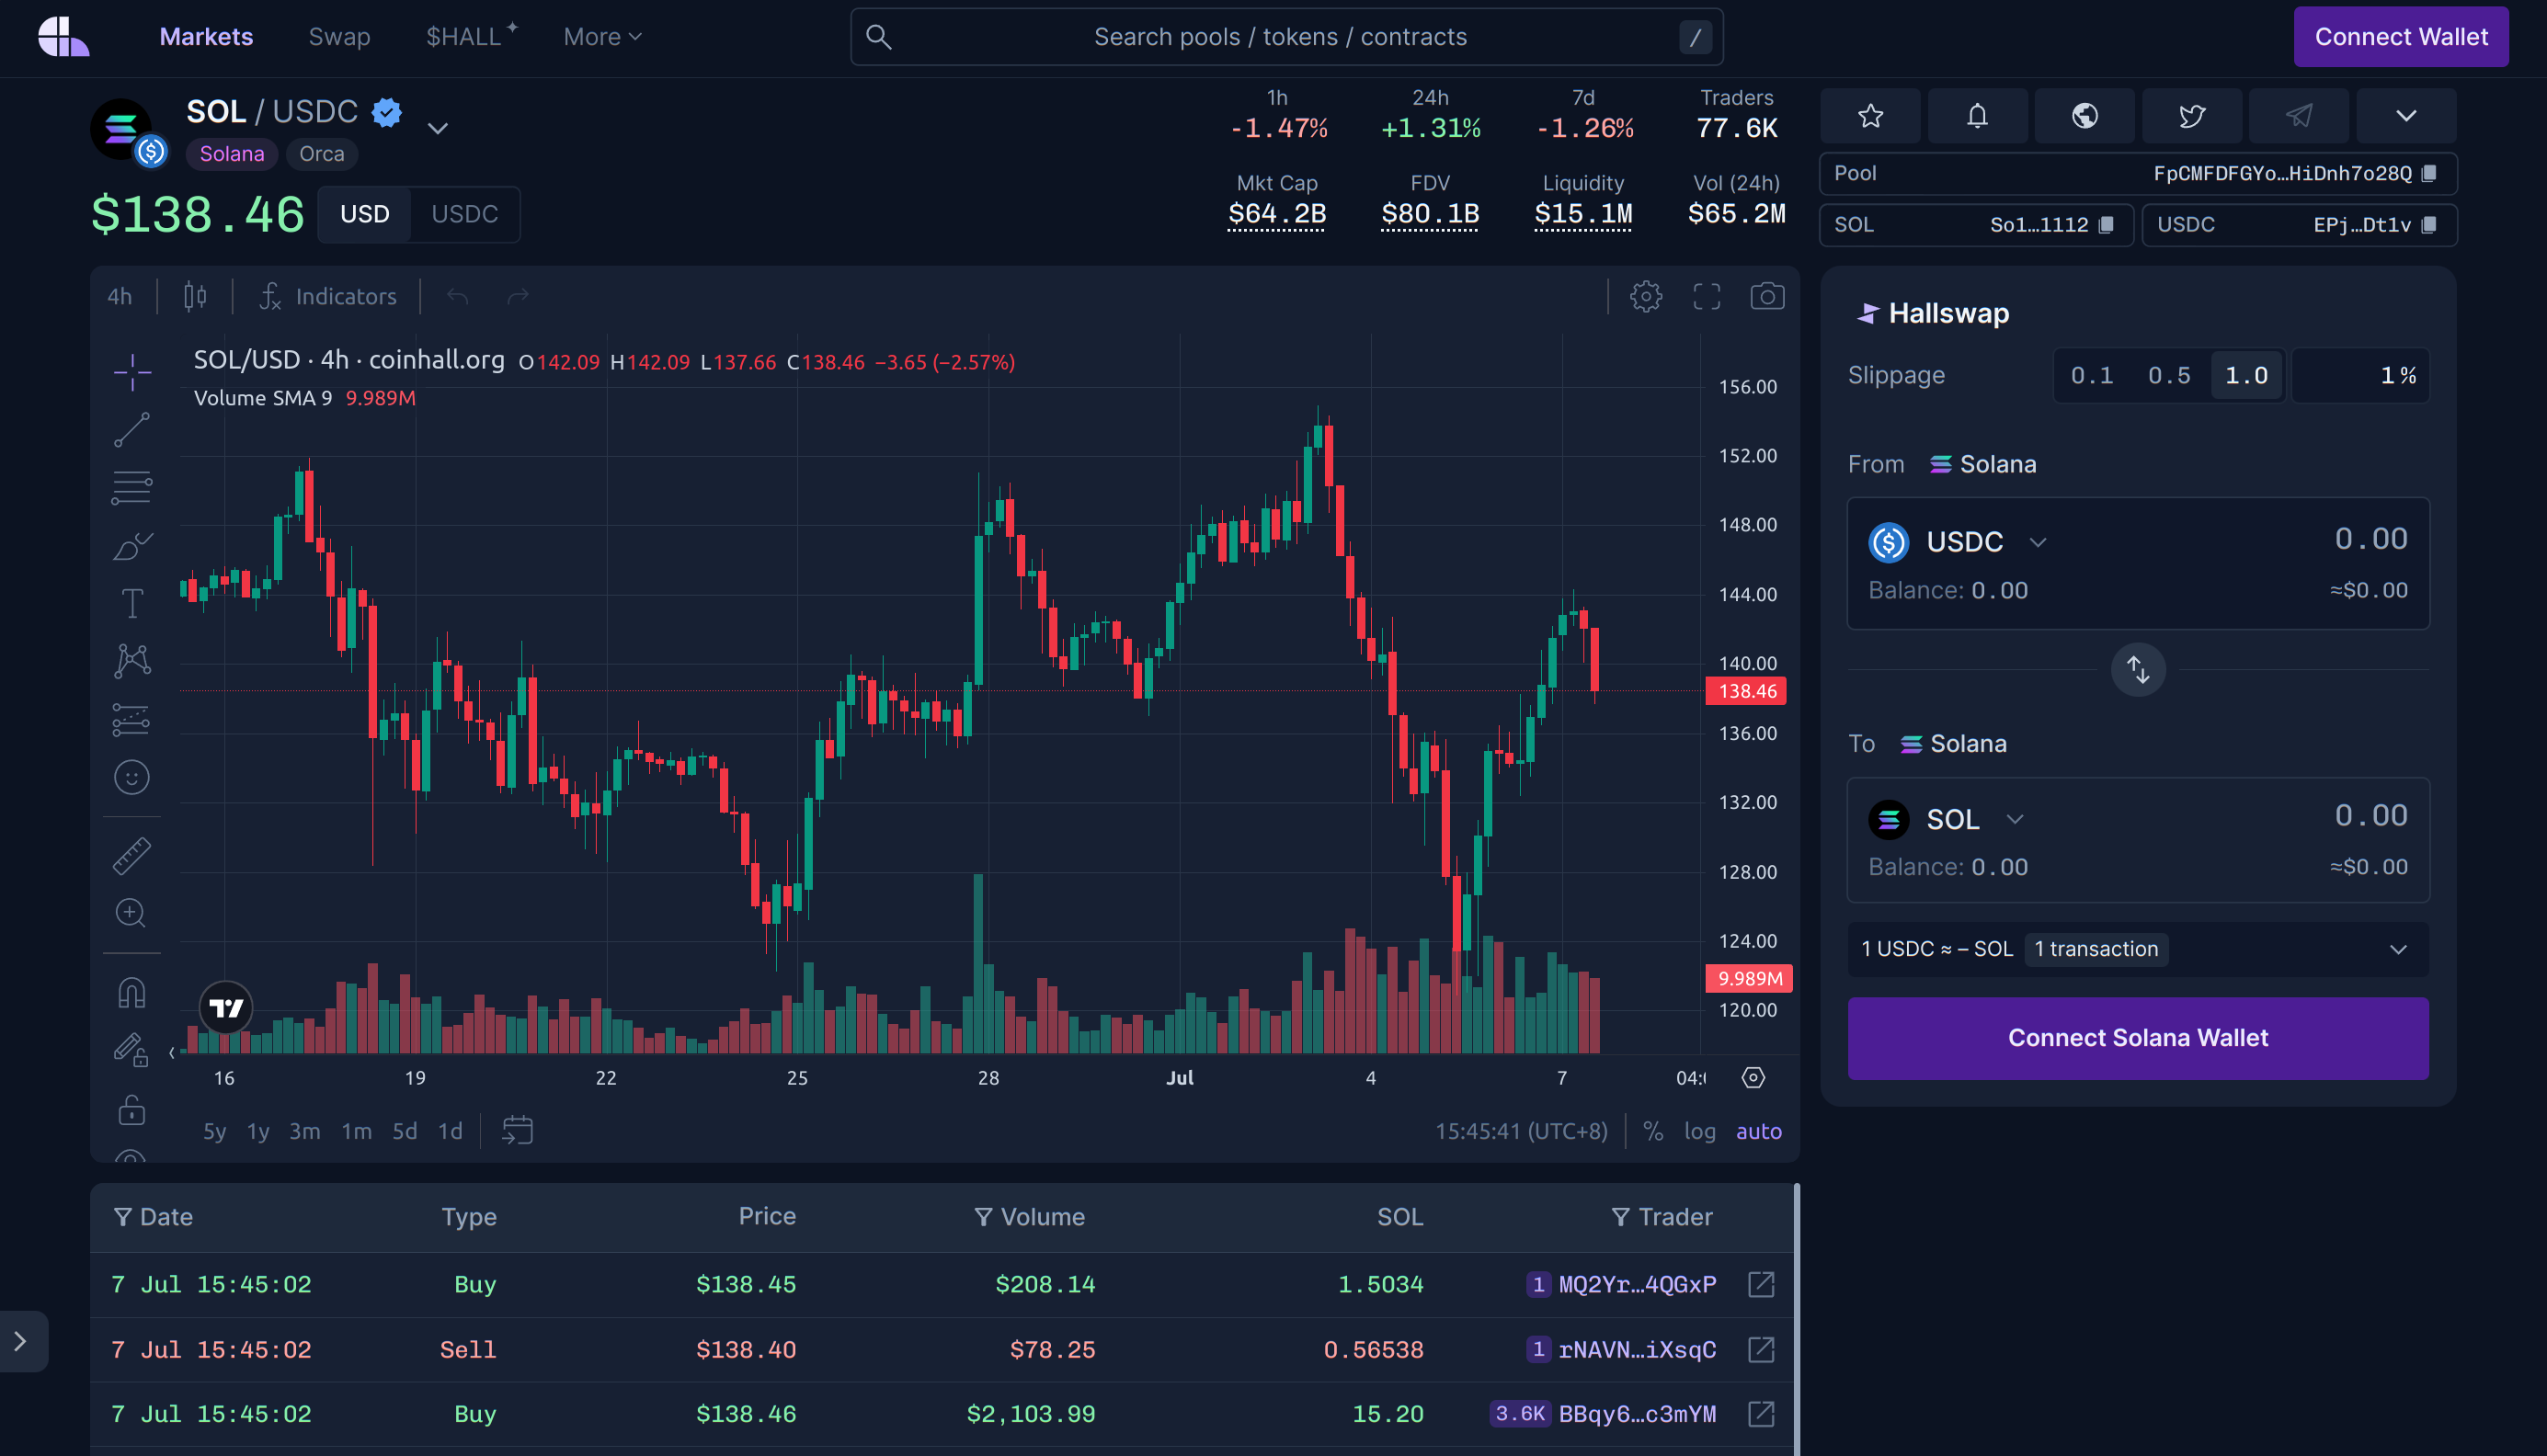 Markets Swap $HALL More Search pools / tokens / contracts / Connect Wallet
SOL / USDC
Solana Orca
$138.46 USD USDC
1h 24h 7d Traders
-1.47% +1.31% -1.26% 77.6K
Mkt Cap FDV Liquidity Vol (24h)
$64.2B $80.1B $15.1M $65.2M
Pool FpCMFDFGYo…HiDnh7o28Q
SOL So1…1112 USDC EPj…Dt1v
4h Indicators
SOL/USD · 4h · coinhall.org O142.09 H142.09 L137.66 C138.46 −3.65 (−2.57%)
Volume SMA 9 9.989M
156.00
152.00
148.00
144.00
140.00
138.46
136.00
132.00
128.00
124.00
9.989M
120.00
16 19 22 25 28 Jul 4 7 04:
5y 1y 3m 1m 5d 1d 15:45:41 (UTC+8) % log auto
Hallswap
Slippage 0.1 0.5 1.0 1 %
From Solana
USDC 0.00
Balance: 0.00 ≈$0.00
To Solana
SOL 0.00
Balance: 0.00 ≈$0.00
1 USDC ≈ – SOL 1 transaction
Connect Solana Wallet
Date Type Price Volume SOL Trader
7 Jul 15:45:02 Buy $138.45 $208.14 1.5034 1 MQ2Yr…4QGxP
7 Jul 15:45:02 Sell $138.40 $78.25 0.56538 1 rNAVN…iXsqC
7 Jul 15:45:02 Buy $138.46 $2,103.99 15.20 3.6K BBqy6…c3mYM